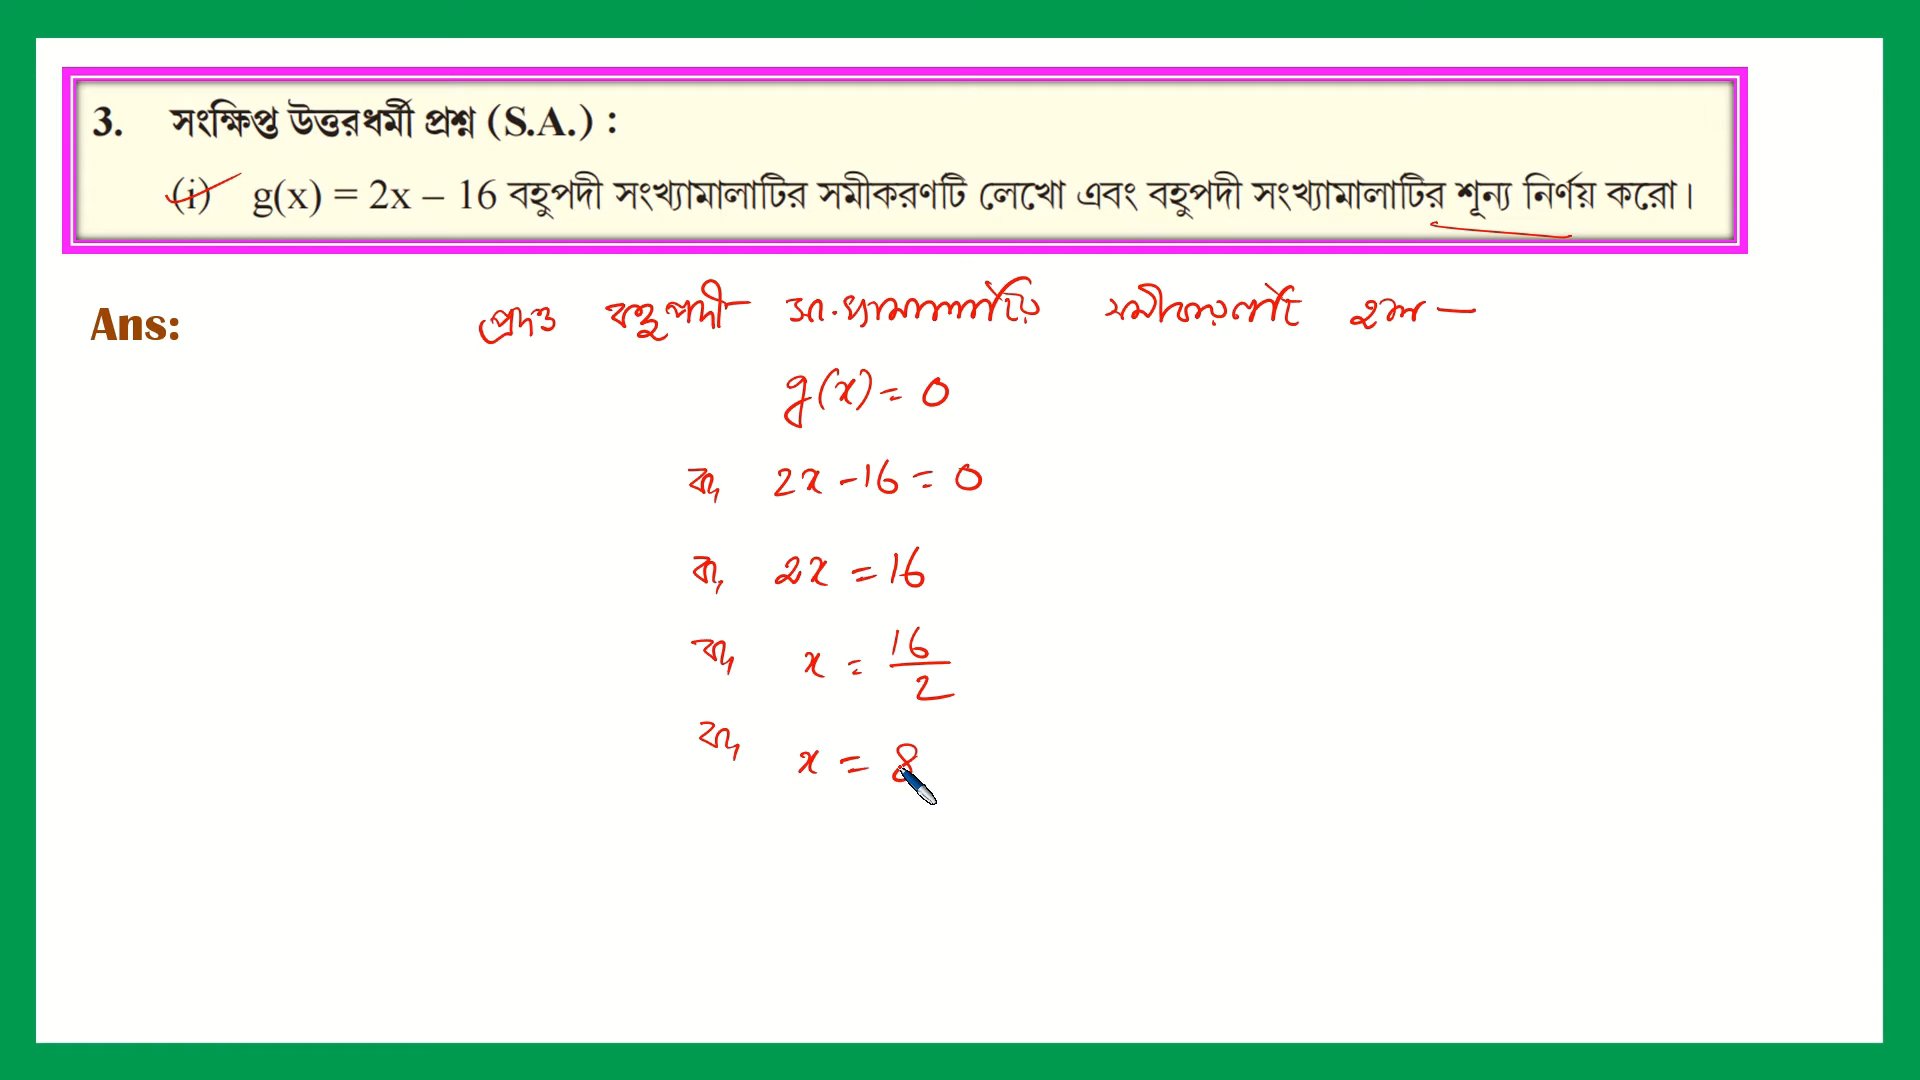 3. সংক্ষিপ্ত উত্তরধর্মী প্রশ্ন (S.A.) :
(i) g(x) = 2x – 16 বহুপদী সংখ্যামালাটির সমীকরণটি লেখো এবং বহুপদী সংখ্যামালাটির শূন্য নির্ণয় করো।
Ans: প্রদত্ত বহুপদী সংখ্যামালাটির সমীকরণটি হল —
g(x) = 0
বা, 2x - 16 = 0
বা, 2x = 16
বা, x = 16/2
বা, x = 8